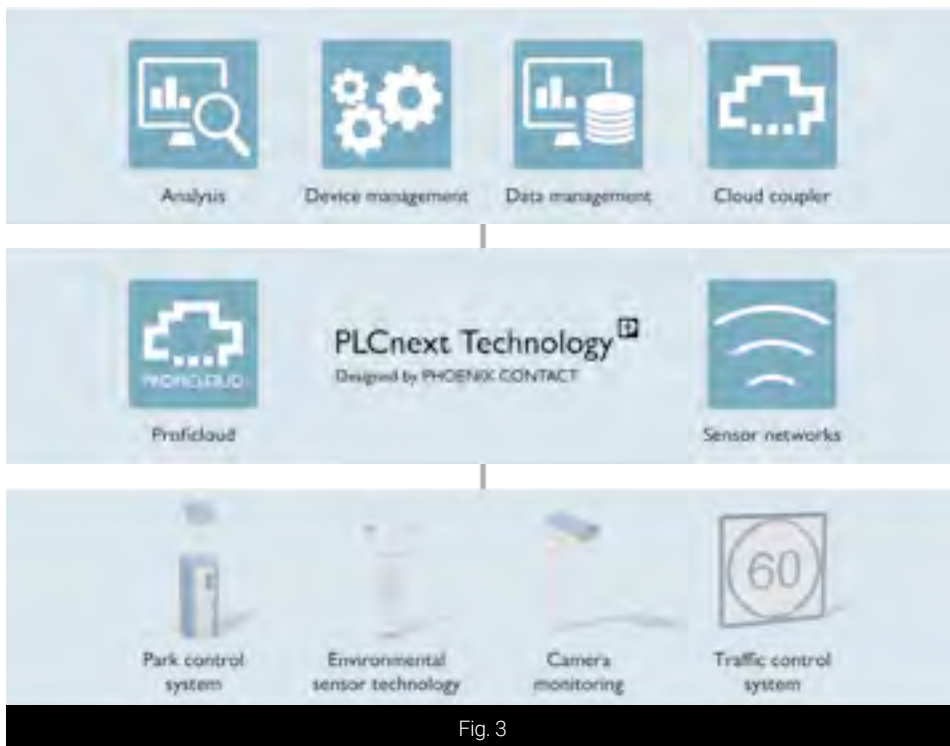 Analysis
Device management
Data management
Cloud coupler
PROFICLOUD
PLCnext Technology
Designed by PHOENIX CONTACT
Proficloud
Sensor networks
60
Park control
system
Environmental
sensor technology
Camera
monitoring
Traffic control
system
Fig. 3